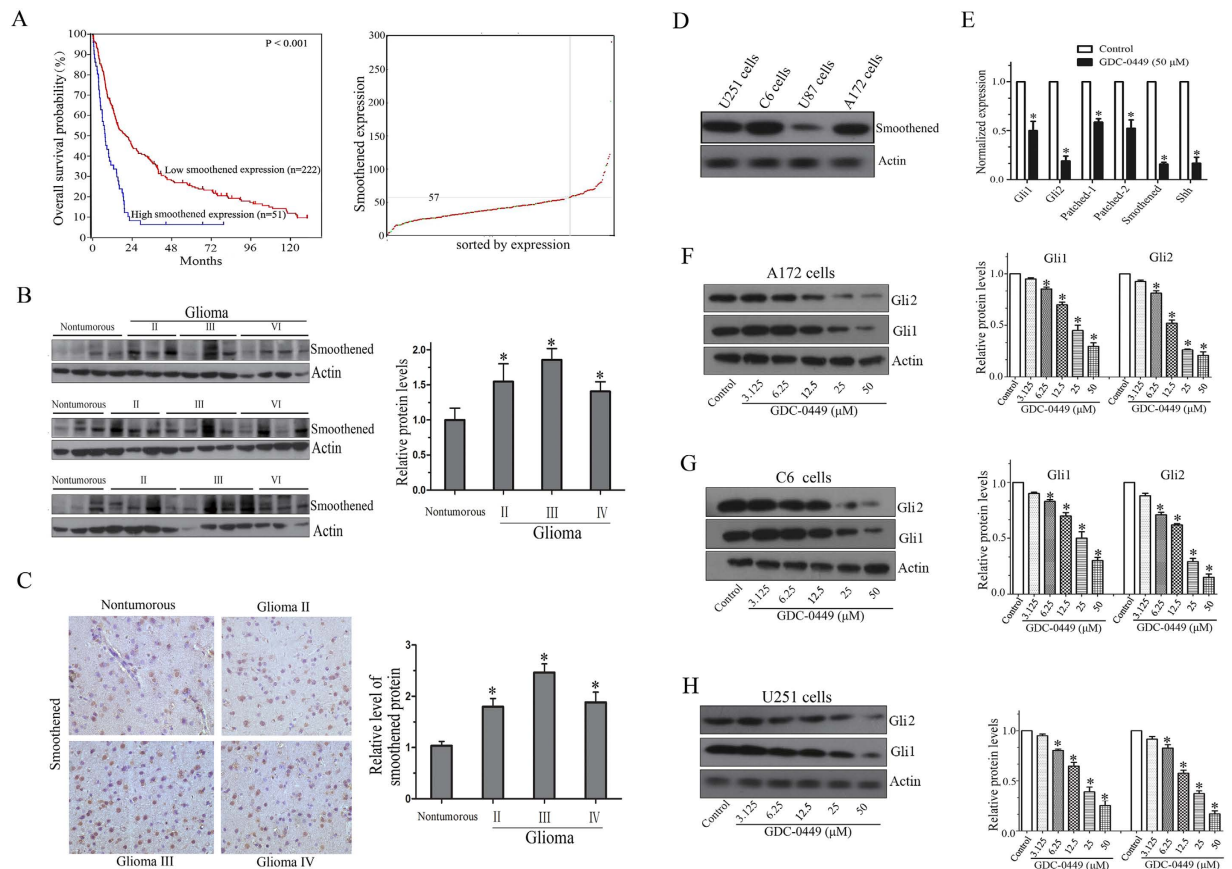 A
P < 0.001
Overall survival probability (%)
100
90
80
70
60
50
40
30
20
10
0
Low smoothened expression (n=222)
High smoothened expression (n=51)
0 24 48 72 96 120
Months
Smoothened expression
300
200
100
0
57
sorted by expression
B
Glioma
Nontumorous II III VI
Smoothened
Actin
Nontumorous II III VI
Smoothened
Actin
Nontumorous II III VI
Smoothened
Actin
Relative protein levels
2.0
1.5
1.0
0.5
0.0
* * *
Nontumorous II III IV
Glioma
C
Nontumorous Glioma II
Smoothened
Glioma III Glioma IV
Relative level of
smoothened protein
3
2
1
0
* * *
Nontumorous II III IV
Glioma
D
U251 cells C6 cells U87 cells A172 cells
Smoothened
Actin
E
Control
GDC-0449 (50 μM)
Normalized expression
1.0
0.5
0.0
* * * * * *
Gli1 Gli2 Patched-1 Patched-2 Smothened Shh
F
A172 cells
Gli2
Gli1
Actin
Control 3.125 6.25 12.5 25 50
GDC-0449 (μM)
Gli1 Gli2
Relative protein levels
1.0
0.5
0
* * * * * * * *
Control 3.125 6.25 12.5 25 50 Control 3.125 6.25 12.5 25 50
GDC-0449 (μM) GDC-0449 (μM)
G
C6 cells
Gli2
Gli1
Actin
Control 3.125 6.25 12.5 25 50
GDC-0449 (μM)
Gli1 Gli2
Relative protein levels
1.0
0.5
0
* * * * * * * *
Control 3.125 6.25 12.5 25 50 Control 3.125 6.25 12.5 25 50
GDC-0449 (μM) GDC-0449 (μM)
H
U251 cells
Gli2
Gli1
Actin
Control 3.125 6.25 12.5 25 50
GDC-0449 (μM)
Relative protein levels
1.0
0.5
0
* * * * * * * *
Control 3.125 6.25 12.5 25 50 Control 3.125 6.25 12.5 25 50
GDC-0449 (μM) GDC-0449 (μM)